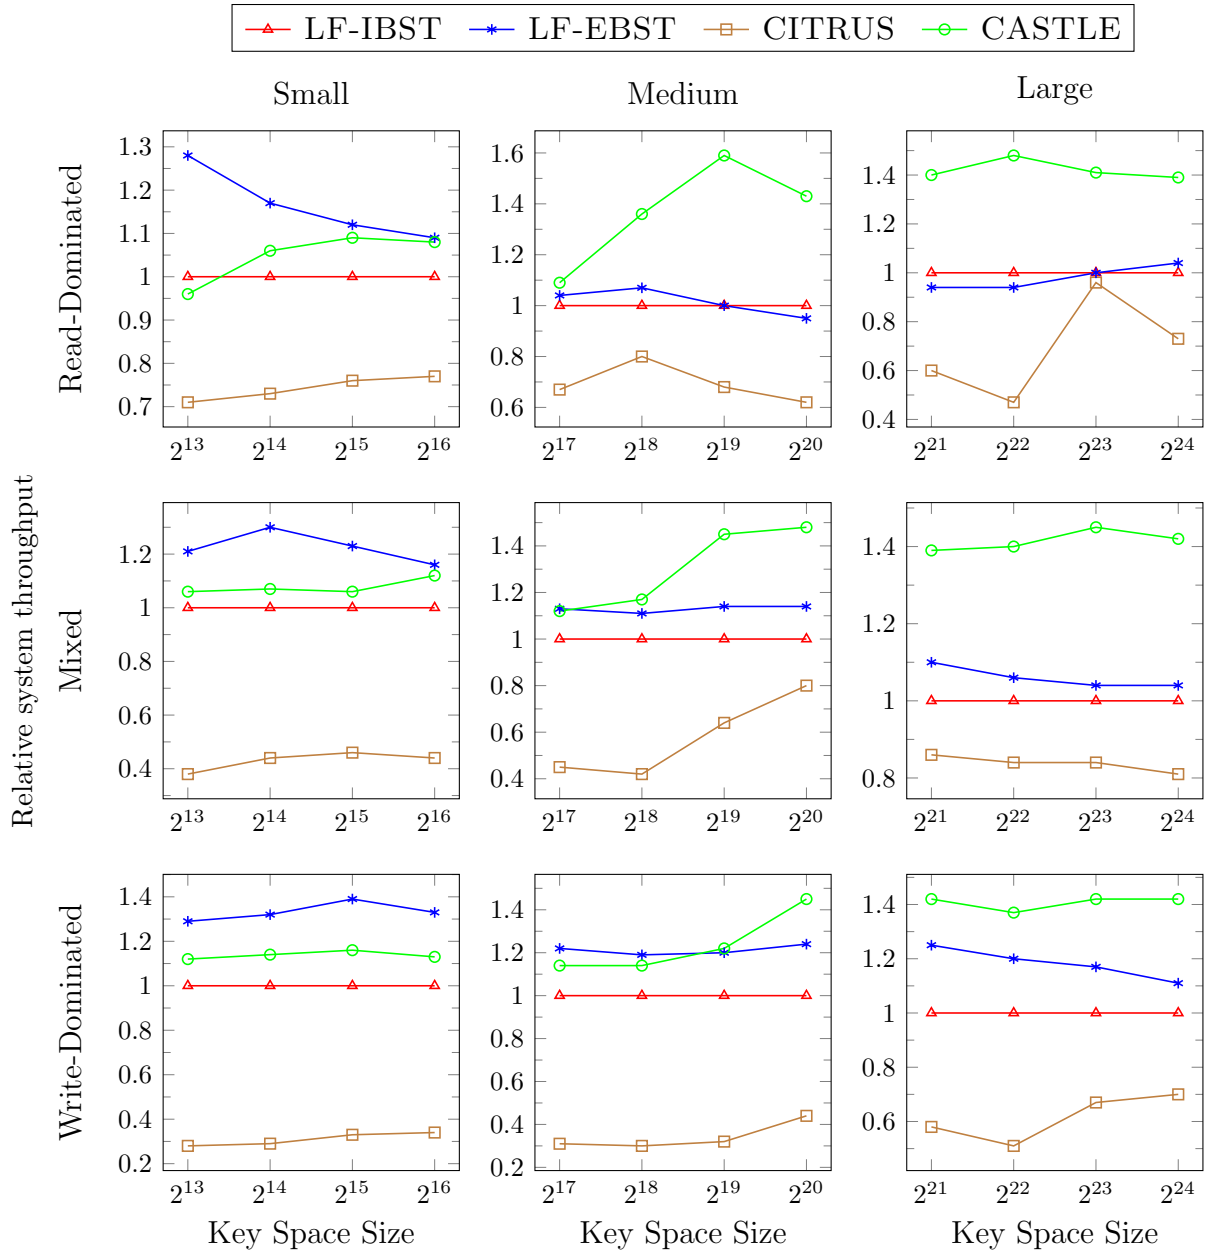 LF-IBST LF-EBST CITRUS CASTLE
Small Medium Large
Read-Dominated
1.3
1.2
1.1
1
0.9
0.8
0.7
2^13 2^14 2^15 2^16
1.6
1.4
1.2
1
0.8
0.6
2^17 2^18 2^19 2^20
1.4
1.2
1
0.8
0.6
0.4
2^21 2^22 2^23 2^24
Relative system throughput
Mixed
1.2
1
0.8
0.6
0.4
2^13 2^14 2^15 2^16
1.4
1.2
1
0.8
0.6
0.4
2^17 2^18 2^19 2^20
1.4
1.2
1
0.8
2^21 2^22 2^23 2^24
Write-Dominated
1.4
1.2
1
0.8
0.6
0.4
0.2
2^13 2^14 2^15 2^16
Key Space Size
1.4
1.2
1
0.8
0.6
0.4
0.2
2^17 2^18 2^19 2^20
Key Space Size
1.4
1.2
1
0.8
0.6
2^21 2^22 2^23 2^24
Key Space Size